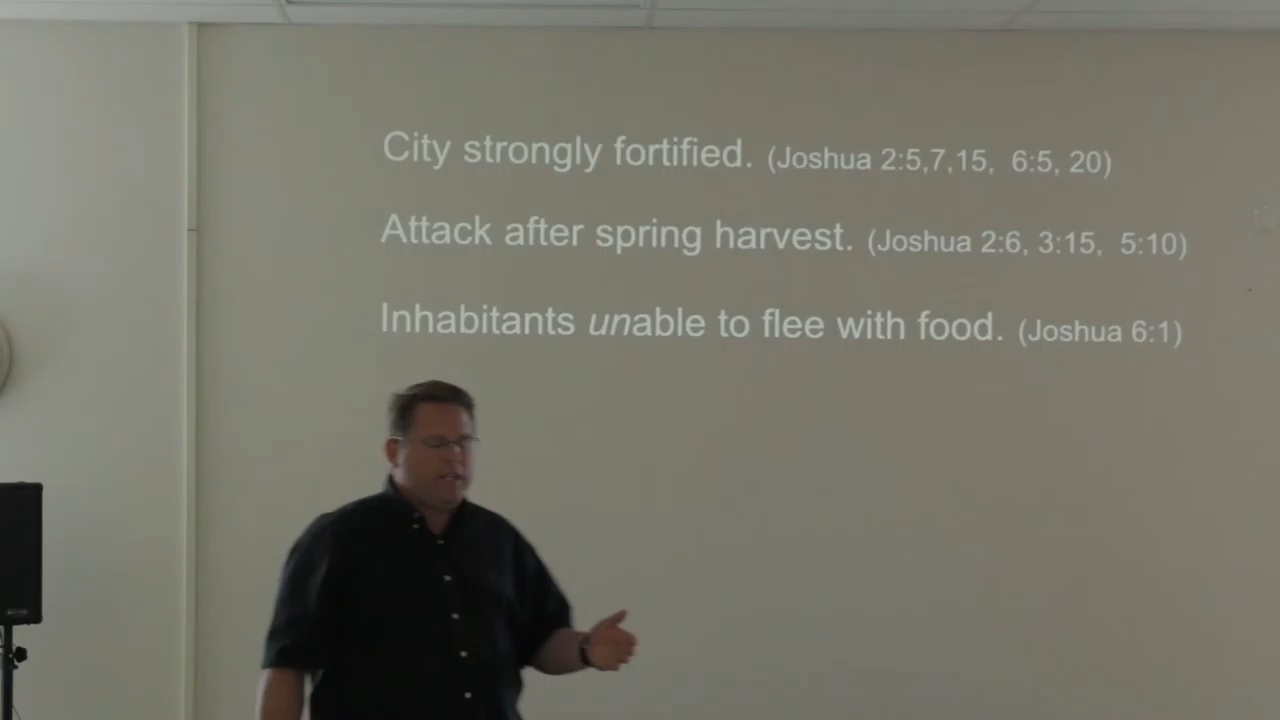 City strongly fortified. (Joshua 2:5,7,15, 6:5, 20)
Attack after spring harvest. (Joshua 2:6, 3:15, 5:10)
Inhabitants unable to flee with food. (Joshua 6:1)